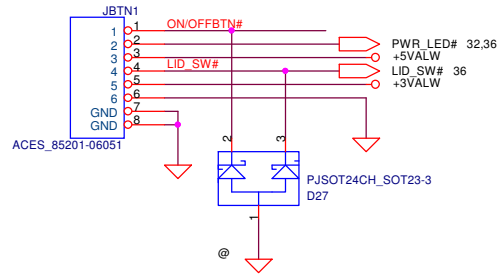 JBTN1
1 1 ON/OFFBTN#
2 2 PWR_LED# 32,36
3 3 +5VALW
4 4 LID_SW# LID_SW# 36
5 5 +3VALW
6 6
GND 7
GND 8
ACES_85201-06051
2 3
PJSOT24CH_SOT23-3
D27
1
@